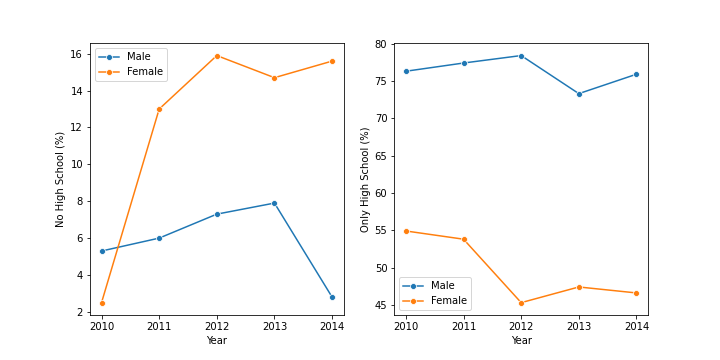 No High School (%)
16
14
12
10
8
6
4
2
Male
Female
2010 2011 2012 2013 2014
Year
Only High School (%)
80
75
70
65
60
55
50
45
Male
Female
2010 2011 2012 2013 2014
Year